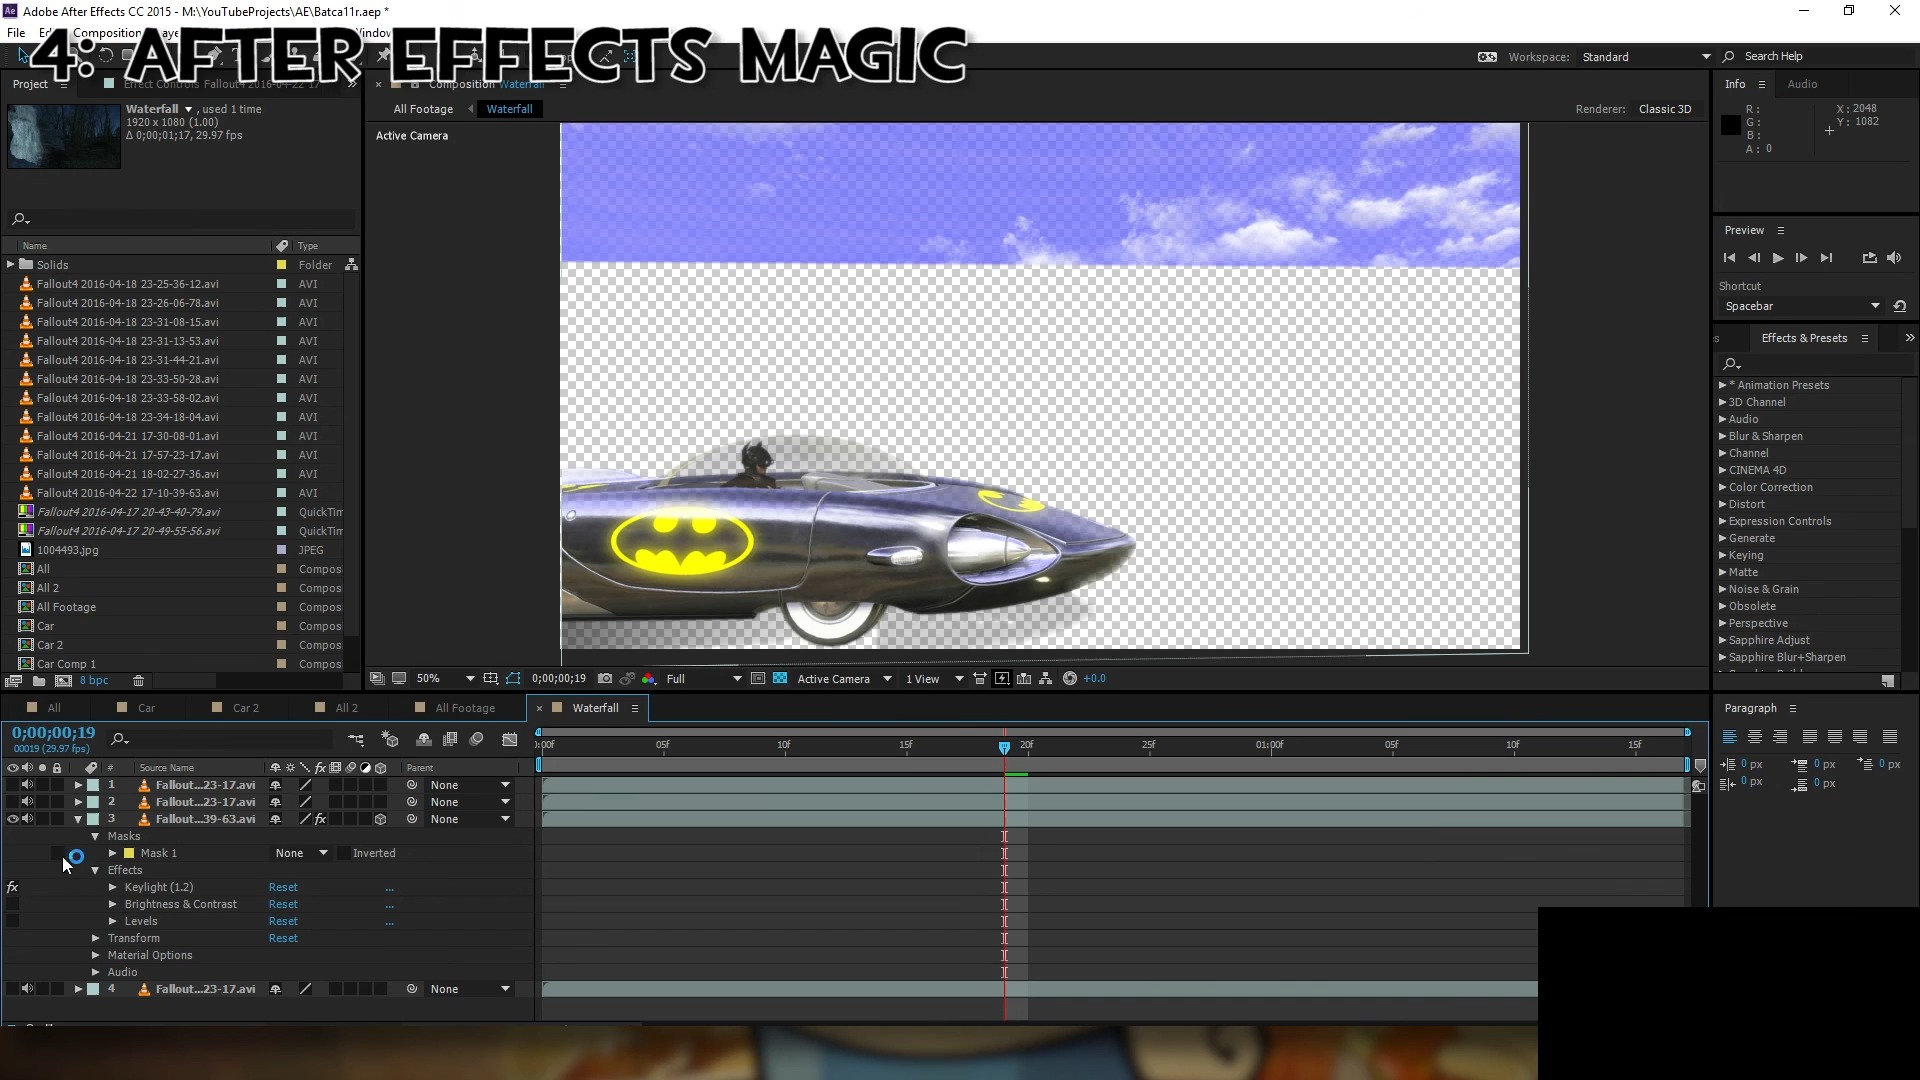 Adobe After Effects CC 2015 - M:\YouTubeProjects\AE\Batca11r.aep *
File
4: AFTER EFFECTS MAGIC
Workspace: Standard
Search Help
Project
Effect Controls Fallout4 2016-04-22 17
Composition Waterfall
Info
Audio
Waterfall ▼ , used 1 time
1920 x 1080 (1.00)
Δ 0;00;01;17, 29.97 fps
All Footage
Waterfall
Renderer: Classic 3D
Active Camera
R :
G :
B :
A : 0
X : 2048
Y : 1082
Name
Type
Solids Folder
Fallout4 2016-04-18 23-25-36-12.avi AVI
Fallout4 2016-04-18 23-26-06-78.avi AVI
Fallout4 2016-04-18 23-31-08-15.avi AVI
Fallout4 2016-04-18 23-31-13-53.avi AVI
Fallout4 2016-04-18 23-31-44-21.avi AVI
Fallout4 2016-04-18 23-33-50-28.avi AVI
Fallout4 2016-04-18 23-33-58-02.avi AVI
Fallout4 2016-04-18 23-34-18-04.avi AVI
Fallout4 2016-04-21 17-30-08-01.avi AVI
Fallout4 2016-04-21 17-57-23-17.avi AVI
Fallout4 2016-04-21 18-02-27-36.avi AVI
Fallout4 2016-04-22 17-10-39-63.avi AVI
Fallout4 2016-04-17 20-43-40-79.avi QuickTim
Fallout4 2016-04-17 20-49-55-56.avi QuickTim
1004493.jpg JPEG
All Compos
All 2 Compos
All Footage Compos
Car Compos
Car 2 Compos
Car Comp 1 Compos
8 bpc
Preview
Shortcut
Spacebar
Effects & Presets
* Animation Presets
3D Channel
Audio
Blur & Sharpen
Channel
CINEMA 4D
Color Correction
Distort
Expression Controls
Generate
Keying
Matte
Noise & Grain
Obsolete
Perspective
Sapphire Adjust
Sapphire Blur+Sharpen
50%
0;00;00;19
Full
Active Camera
1 View
+0.0
All
Car
Car 2
All 2
All Footage
Waterfall
Paragraph
0;00;00;19
00019 (29.97 fps)
:00f 05f 10f 15f 20f 25f 01:00f 05f 10f 15f
# Source Name fx Parent
1 Fallout...23-17.avi None
2 Fallout...23-17.avi None
3 Fallout...39-63.avi fx None
Masks
Mask 1 None Inverted
Effects
fx Keylight (1.2) Reset ...
Brightness & Contrast Reset ...
Levels Reset ...
Transform Reset
Material Options
Audio
4 Fallout...23-17.avi None
0 px 0 px 0 px
0 px 0 px